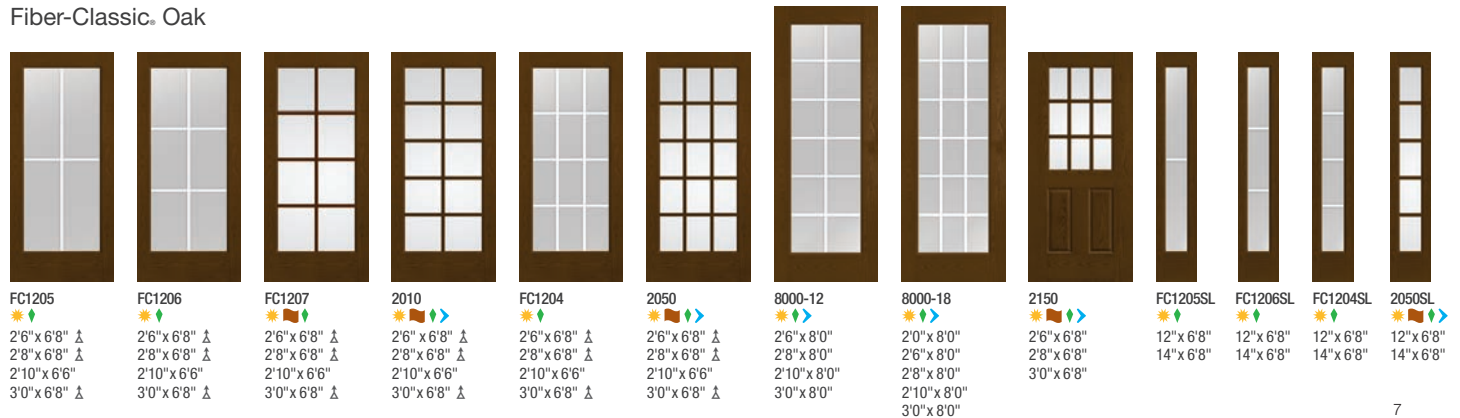 Fiber-Classic® Oak
FC1205
2'6"x 6'8"
2'8"x 6'8"
2'10"x 6'6"
3'0"x 6'8"
FC1206
2'6"x 6'8"
2'8"x 6'8"
2'10"x 6'6"
3'0"x 6'8"
FC1207
2'6"x 6'8"
2'8"x 6'8"
2'10"x 6'6"
3'0"x 6'8"
2010
2'6" x 6'8"
2'8"x 6'8"
2'10"x 6'6"
3'0"x 6'8"
FC1204
2'6"x 6'8"
2'8"x 6'8"
2'10"x 6'6"
3'0"x 6'8"
2050
2'6"x 6'8"
2'8"x 6'8"
2'10"x 6'6"
3'0"x 6'8"
8000-12
2'6"x 8'0"
2'8"x 8'0"
2'10"x 8'0"
3'0"x 8'0"
8000-18
2'0"x 8'0"
2'6"x 8'0"
2'8"x 8'0"
2'10"x 8'0"
3'0"x 8'0"
2150
2'6"x 6'8"
2'8"x 6'8"
3'0"x 6'8"
FC1205SL
12"x 6'8"
14"x 6'8"
FC1206SL
12"x 6'8"
14"x 6'8"
FC1204SL
12"x 6'8"
14"x 6'8"
2050SL
12"x 6'8"
14"x 6'8"
7